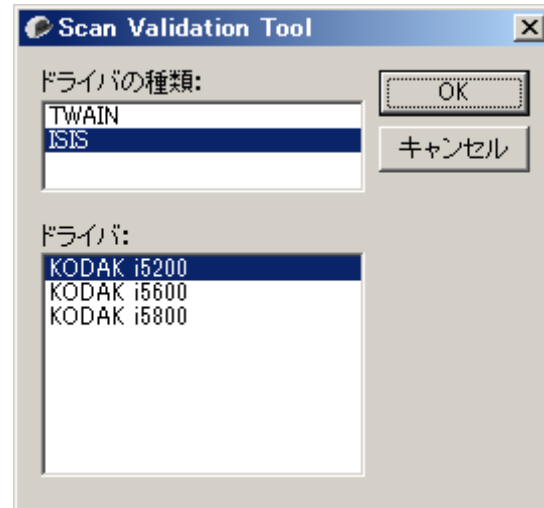 Scan Validation Tool
ドライバの種類:
TWAIN
ISIS
OK
キャンセル
ドライバ:
KODAK i5200
KODAK i5600
KODAK i5800